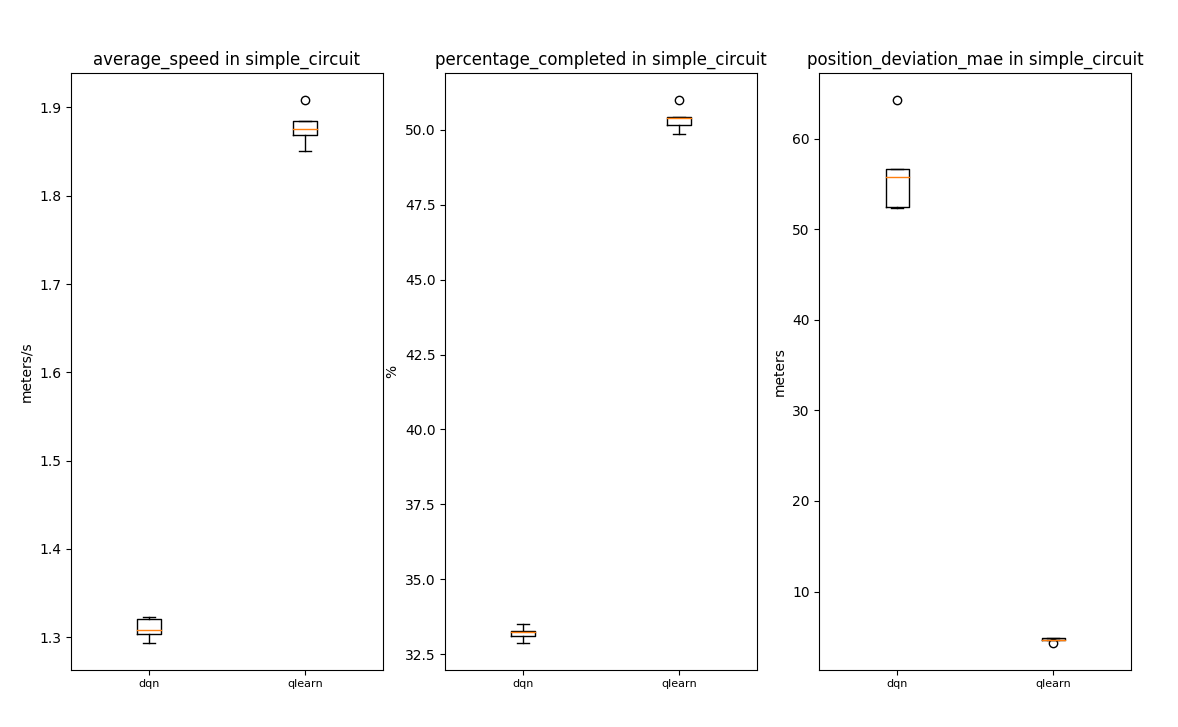 average_speed in simple_circuit
meters/s
1.9
1.8
1.7
1.6
1.5
1.4
1.3
dqn
qlearn
percentage_completed in simple_circuit
%
50.0
47.5
45.0
42.5
40.0
37.5
35.0
32.5
dqn
qlearn
position_deviation_mae in simple_circuit
meters
60
50
40
30
20
10
dqn
qlearn